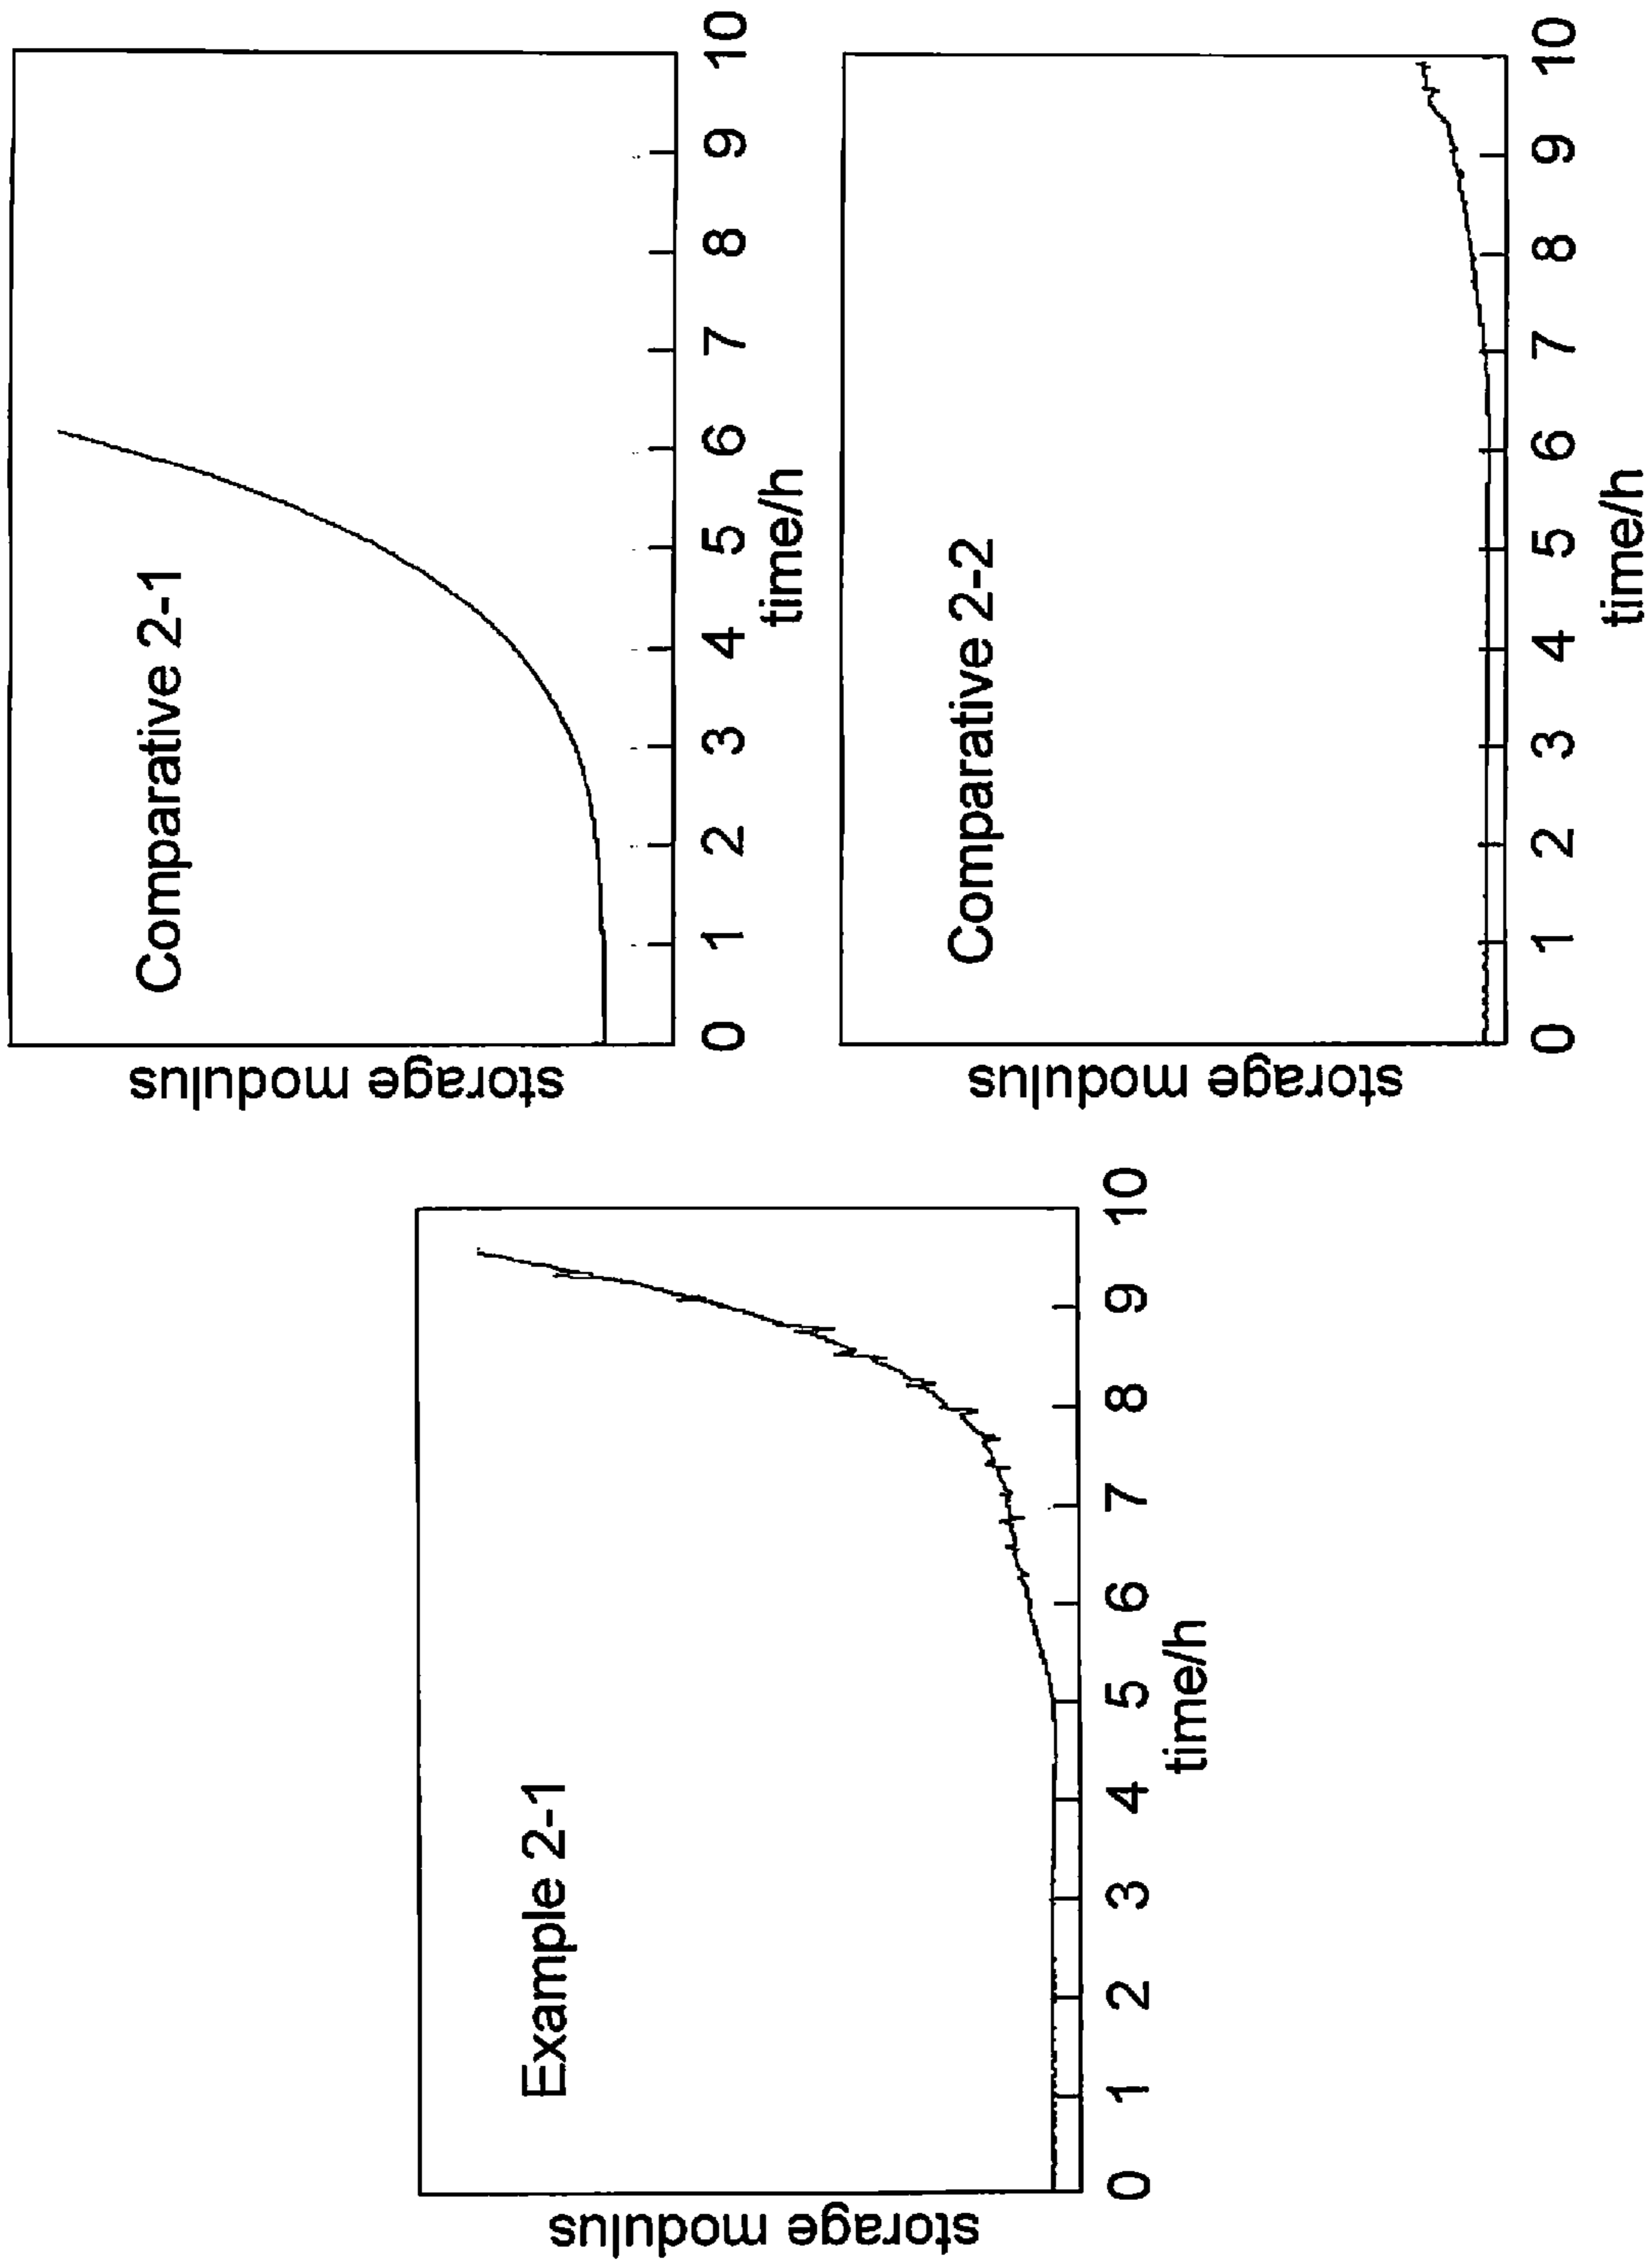 Example 2-1
storage modulus
0 1 2 3 4 5 6 7 8 9 10
time/h
Comparative 2-1
storage modulus
0 1 2 3 4 5 6 7 8 9 10
time/h
Comparative 2-2
storage modulus
0 1 2 3 4 5 6 7 8 9 10
time/h